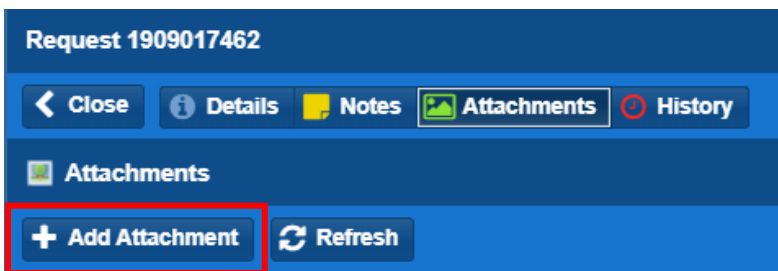 Request 1909017462
Close Details Notes Attachments History
Attachments
Add Attachment Refresh